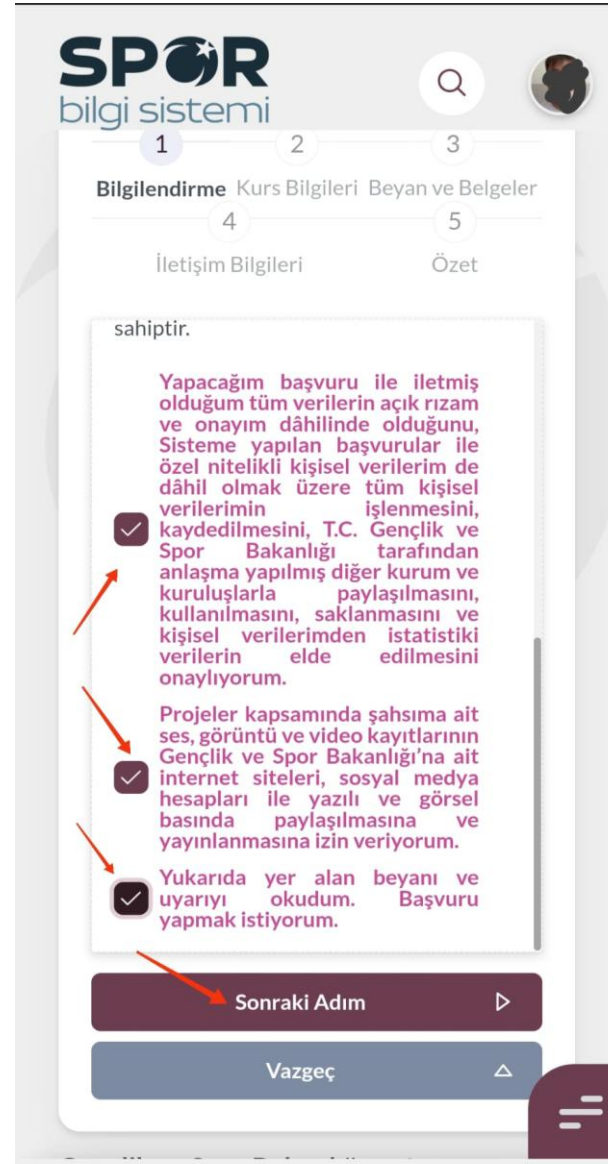 SPOR
bilgi sistemi
1 2 3
Bilgilendirme Kurs Bilgileri Beyan ve Belgeler
4 5
İletişim Bilgileri Özet
sahiptir.
Yapacağım başvuru ile iletmiş
olduğum tüm verilerin açık rızam
ve onayım dâhilinde olduğunu,
Sisteme yapılan başvurular ile
özel nitelikli kişisel verilerim de
dâhil olmak üzere tüm kişisel
verilerimin işlenmesini,
kaydedilmesini, T.C. Gençlik ve
Spor Bakanlığı tarafından
anlaşma yapılmış diğer kurum ve
kuruluşlarla paylaşılmasını,
kullanılmasını, saklanmasını ve
kişisel verilerimden istatistiki
verilerin elde edilmesini
onaylıyorum.
Projeler kapsamında şahsıma ait
ses, görüntü ve video kayıtlarının
Gençlik ve Spor Bakanlığı’na ait
internet siteleri, sosyal medya
hesapları ile yazılı ve görsel
basında paylaşılmasına ve
yayınlanmasına izin veriyorum.
Yukarıda yer alan beyanı ve
uyarıyı okudum. Başvuru
yapmak istiyorum.
Sonraki Adım
Vazgeç